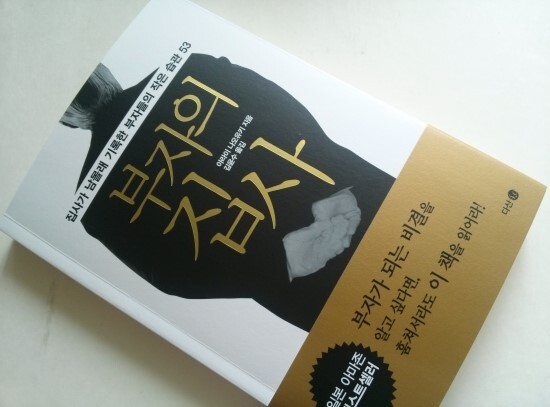 집사가 남몰래 기록한 부자들의 작은 습관 53
부자의
집사
아라이 나오유키 지음
김윤수 옮김
부자가 되는 비결을
알고 싶다면,
훔쳐서라도 이 책을 읽어라!
일본 아마존
베스트셀러
다산